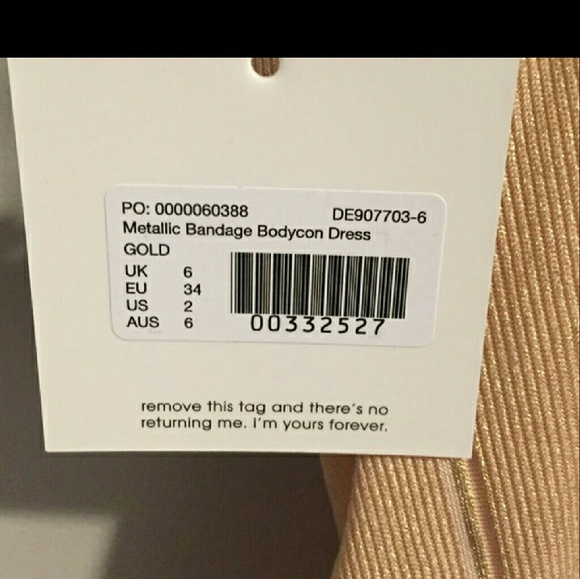 PO: 0000060388 DE907703-6
Metallic Bandage Bodycon Dress
GOLD
UK 6
EU 34
US 2
AUS 6
00332527
remove this tag and there's no
returning me. I'm yours forever.